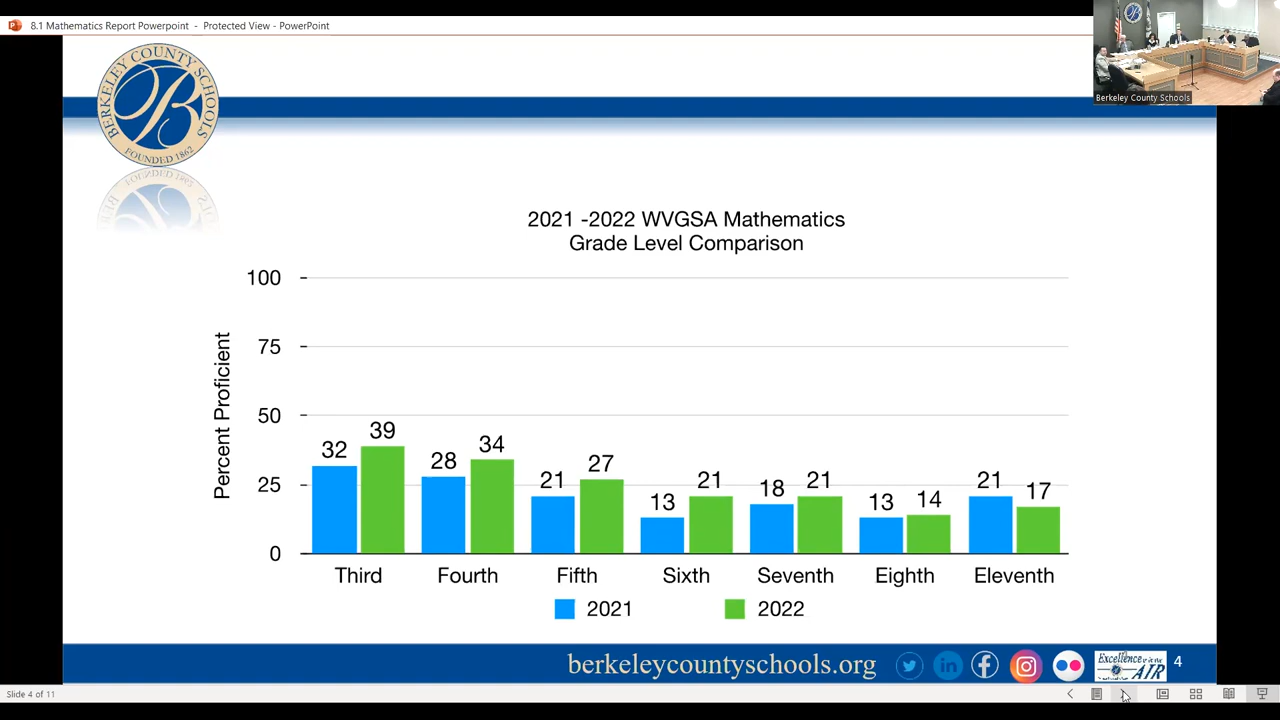 8.1 Mathematics Report Powerpoint - Protected View - PowerPoint
Berkeley County Schools
BERKELEY COUNTY SCHOOLS
B
FOUNDED 1862
2021 -2022 WVGSA Mathematics
Grade Level Comparison
Percent Proficient
100
75
50
25
0
32 39 28 34 21 27 13 21 18 21 13 14 21 17
Third Fourth Fifth Sixth Seventh Eighth Eleventh
2021 2022
berkeleycountyschools.org
Excellence
AIR
4
Slide 4 of 11